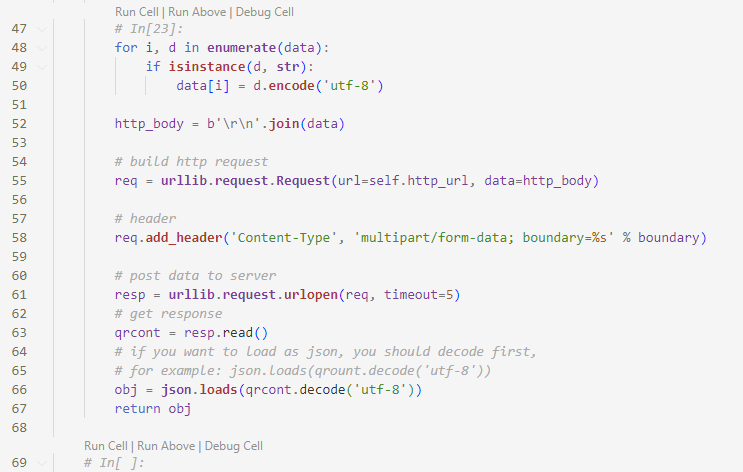 Run Cell | Run Above | Debug Cell
47 # In[23]:
48 for i, d in enumerate(data):
49 if isinstance(d, str):
50 data[i] = d.encode('utf-8')
51
52 http_body = b'\r\n'.join(data)
53
54 # build http request
55 req = urllib.request.Request(url=self.http_url, data=http_body)
56
57 # header
58 req.add_header('Content-Type', 'multipart/form-data; boundary=%s' % boundary)
59
60 # post data to server
61 resp = urllib.request.urlopen(req, timeout=5)
62 # get response
63 qrcont = resp.read()
64 # if you want to load as json, you should decode first,
65 # for example: json.loads(qrount.decode('utf-8'))
66 obj = json.loads(qrcont.decode('utf-8'))
67 return obj
68
Run Cell | Run Above | Debug Cell
69 # In[ ]: